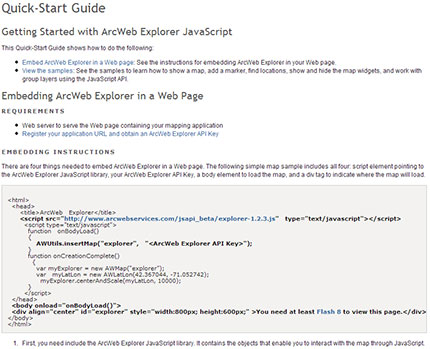 Quick-Start Guide
Getting Started with ArcWeb Explorer JavaScript
This Quick-Start Guide shows how to do the following:
• Embed ArcWeb Explorer in a Web page: See the instructions for embedding ArcWeb Explorer in your Web page.
• View the samples: See the samples to learn how to show a map, add a marker, find locations, show and hide the map widgets, and work with
group layers using the JavaScript API.
Embedding ArcWeb Explorer in a Web Page
REQUIREMENTS
• Web server to serve the Web page containing your mapping application
• Register your application URL and obtain an ArcWeb Explorer API Key
EMBEDDING INSTRUCTIONS
There are four things needed to embed ArcWeb Explorer in a Web page. The following simple map sample includes all four: script element pointing to
the ArcWeb Explorer JavaScript library, your ArcWeb Explorer API Key, a body element to load the map, and a div tag to indicate where the map will load.
<html>
<head>
<title>ArcWeb Explorer</title>
<script src="http://www.arcwebservices.com/jsapi_beta/explorer-1.2.3.js" type="text/javascript"></script>
<script type="text/javascript">
function onBodyLoad()
{
AWUtils.insertMap("explorer", "<ArcWeb Explorer API Key>");
}
function onCreationComplete()
{
var myExplorer = new AWMap("explorer");
var myLatLon = new AWLatLon(42.367044, -71.052742);
myExplorer.centerAndScale(myLatLon, 10000);
}
</script>
</head>
<body onload="onBodyLoad()">
<div align="center" id="explorer" style="width:800px; height:600px;" >You need at least Flash 8 to view this page.</div>
</body>
</html>
1. First, you need include the ArcWeb Explorer JavaScript library. It contains the objects that enable you to interact with the map through JavaScript.